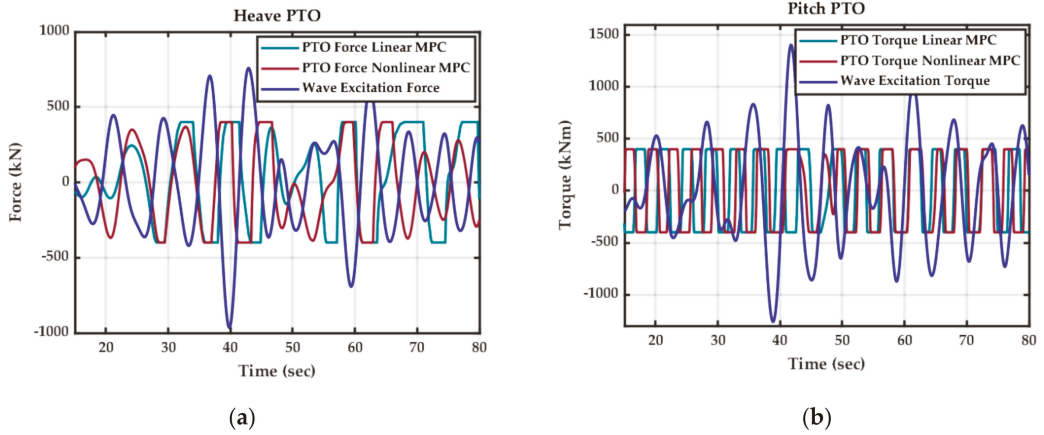 Heave PTO
1000
500
0
-500
-1000
Force (kN)
PTO Force Linear MPC
PTO Force Nonlinear MPC
Wave Excitation Force
20 30 40 50 60 70 80
Time (sec)
(a)
Pitch PTO
1500
1000
500
0
-500
-1000
Torque (kNm)
PTO Torque Linear MPC
PTO Torque Nonlinear MPC
Wave Excitation Torque
20 30 40 50 60 70 80
Time (sec)
(b)